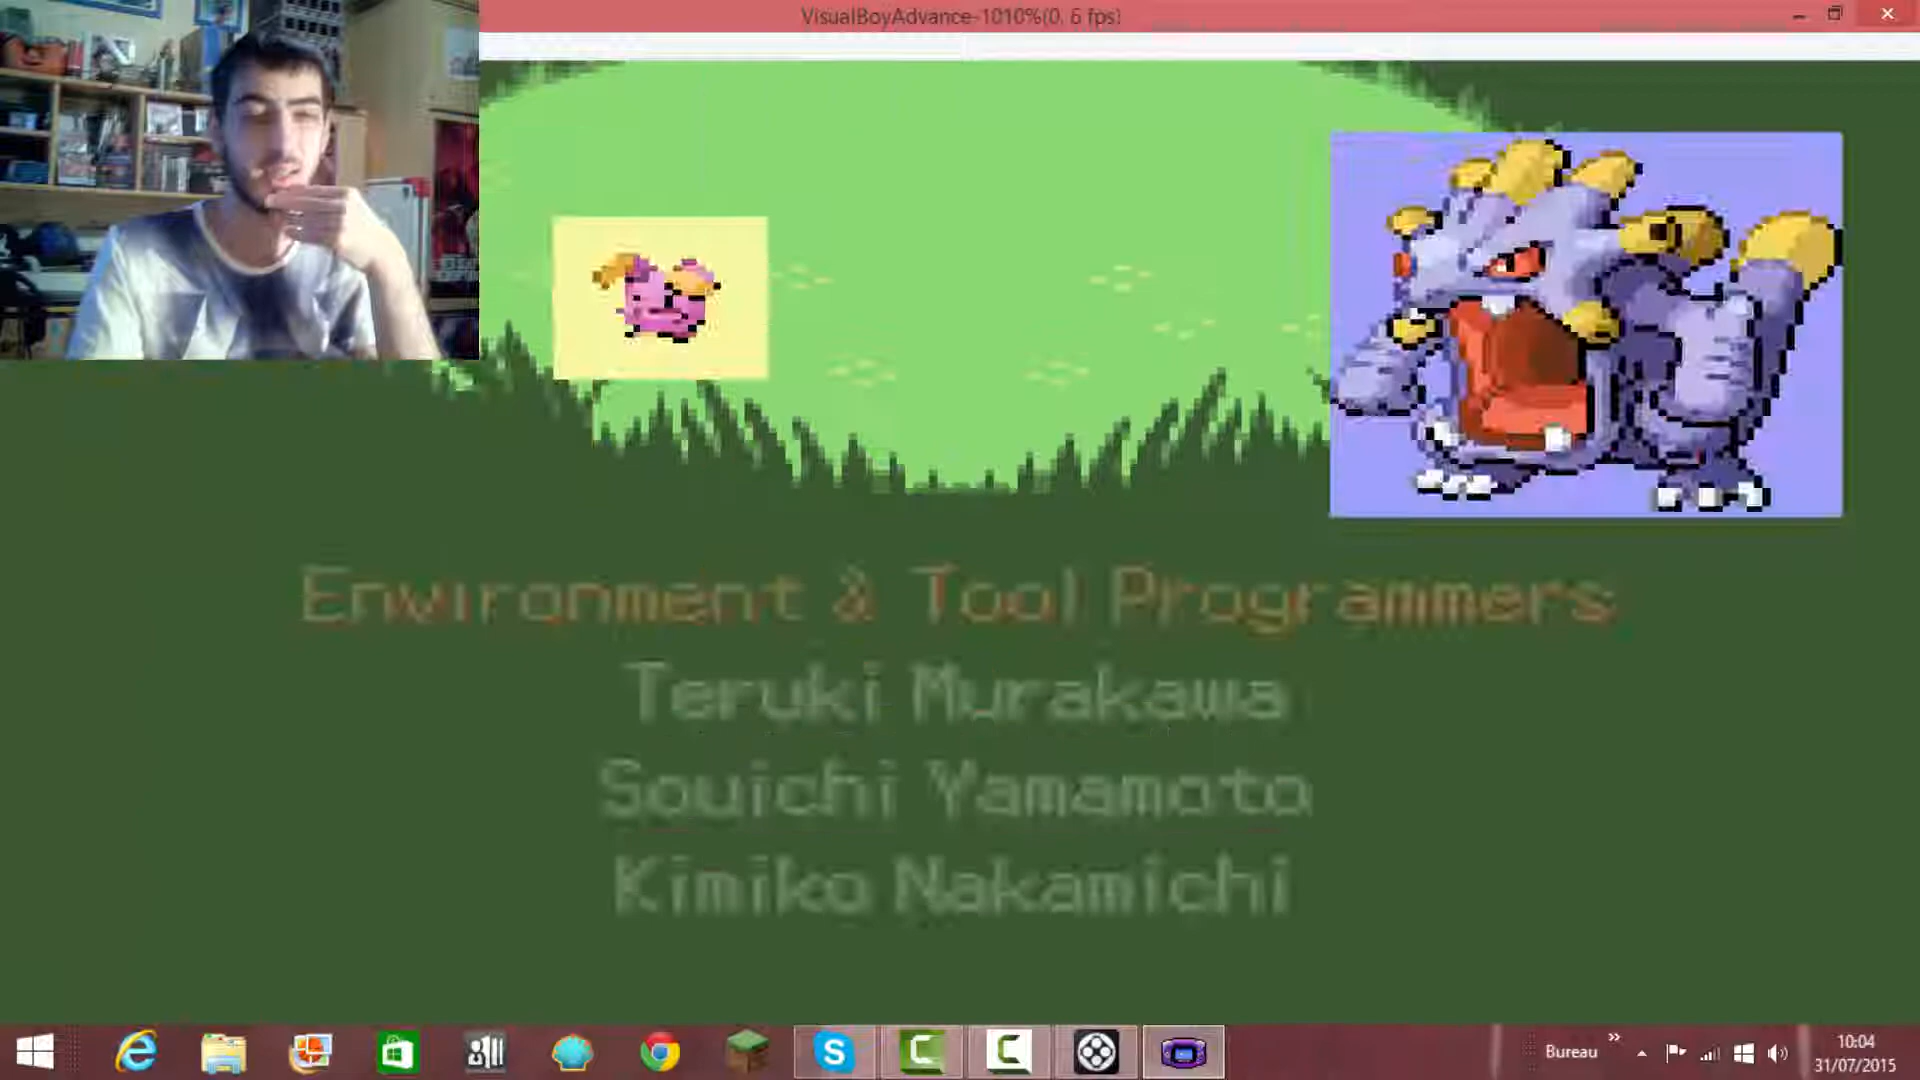 VisualBoyAdvance-1010%(0, 6 fps)
Environment & Tool Programmers
Teruki Murakawa
Souichi Yamamoto
Kimiko Nakamichi
Bureau
10:04
31/07/2015